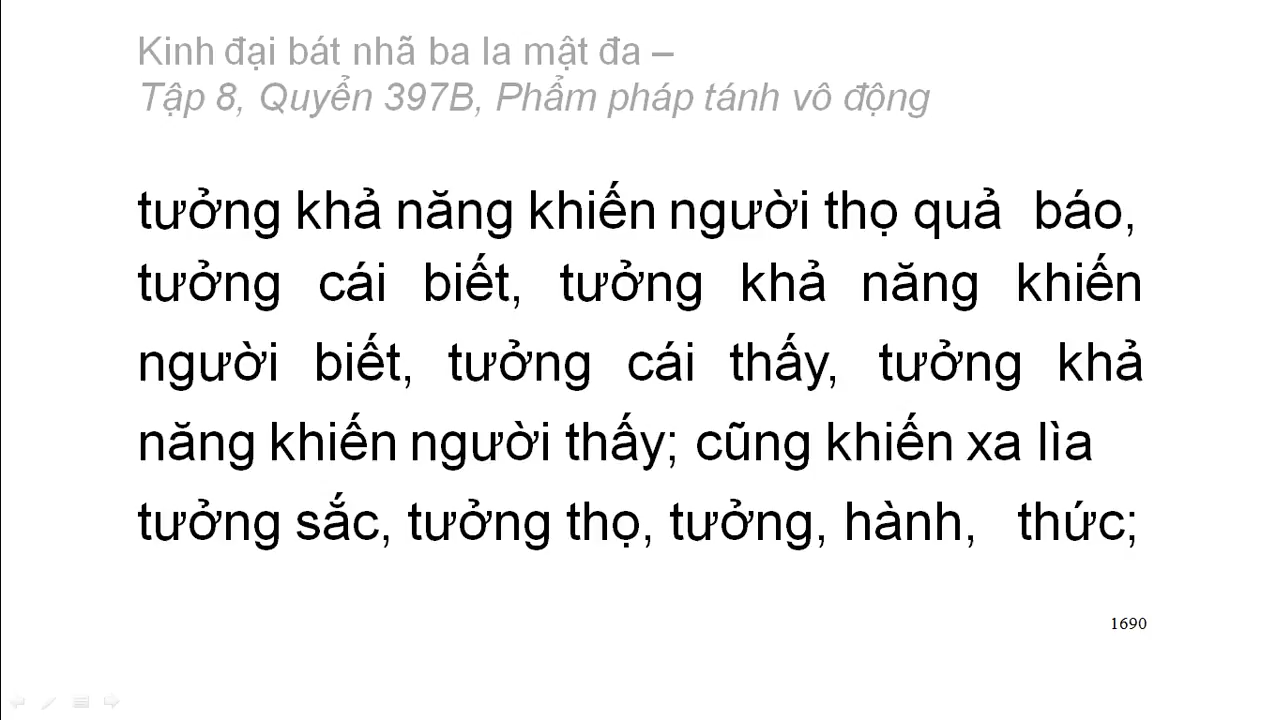 Kinh đại bát nhã ba la mật đa –
Tập 8, Quyển 397B, Phẩm pháp tánh vô động
tưởng khả năng khiến người thọ quả báo,
tưởng cái biết, tưởng khả năng khiến
người biết, tưởng cái thấy, tưởng khả
năng khiến người thấy; cũng khiến xa lìa
tưởng sắc, tưởng thọ, tưởng, hành, thức;
1690